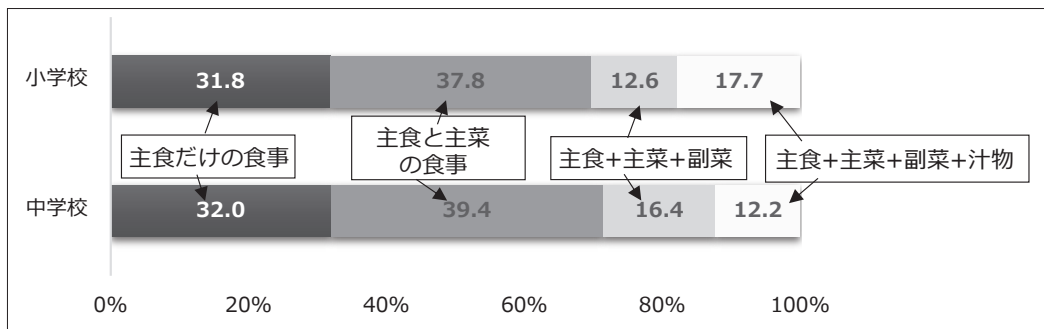 小学校
31.8
37.8
12.6
17.7
主食だけの食事
主食と主菜
の食事
主食+主菜+副菜
主食+主菜+副菜+汁物
中学校
32.0
39.4
16.4
12.2
0%
20%
40%
60%
80%
100%